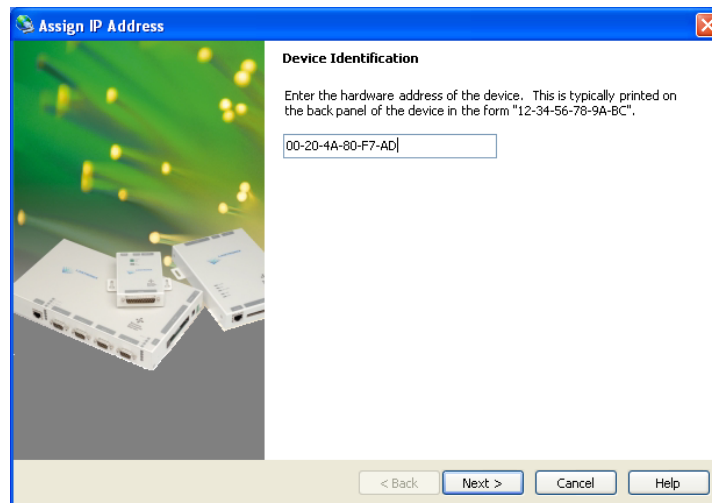 Assign IP Address
Device Identification
Enter the hardware address of the device. This is typically printed on
the back panel of the device in the form "12-34-56-78-9A-BC".
00-20-4A-80-F7-AD
< Back
Next >
Cancel
Help